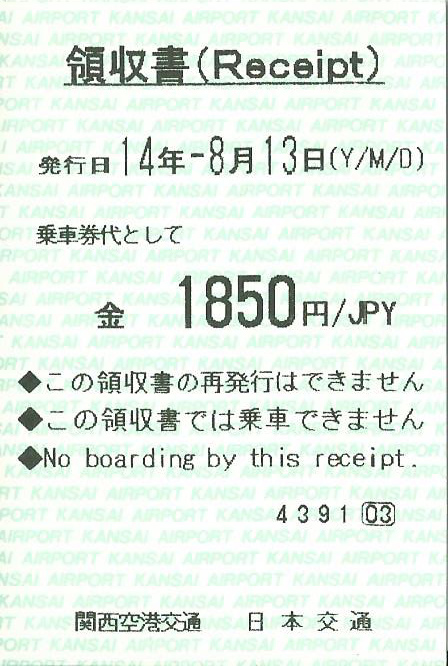 領収書(Receipt)
発行日 14年-8月13日(Y/M/D)
乗車券代として
金 1850円/JPY
◆この領収書の再発行はできません
◆この領収書では乗車できません
◆No boarding by this receipt.
4391 03
関西空港交通 日本交通